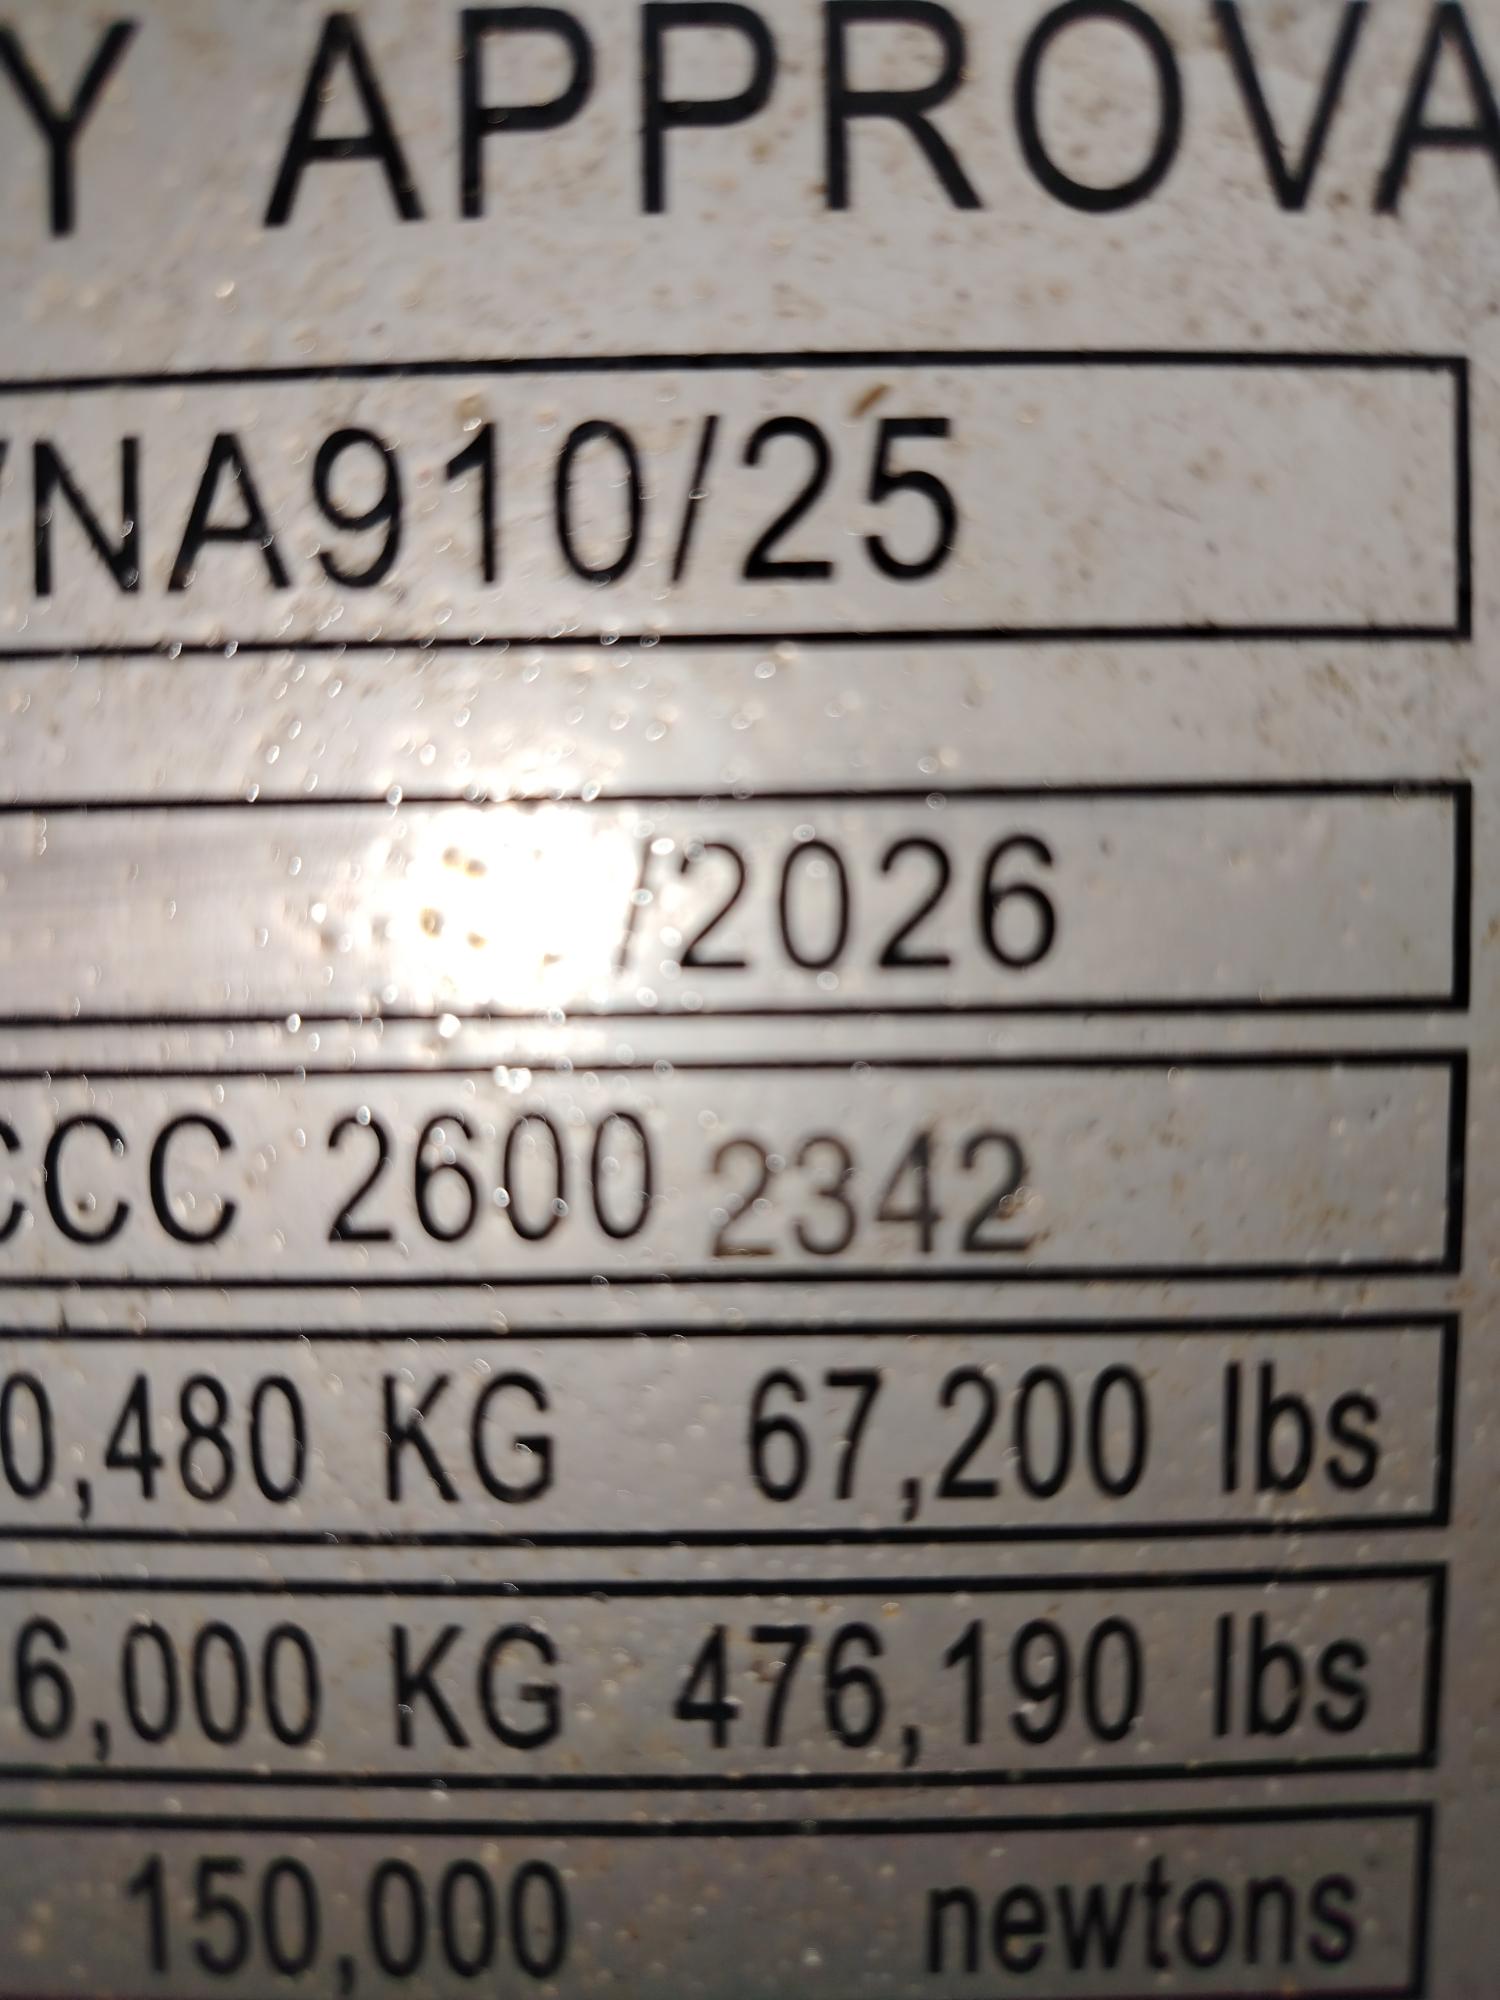 Y APPROVA
/NA910/25
/2026
CCC 2600 2342
0,480 KG 67,200 lbs
6,000 KG 476,190 lbs
150,000 newtons